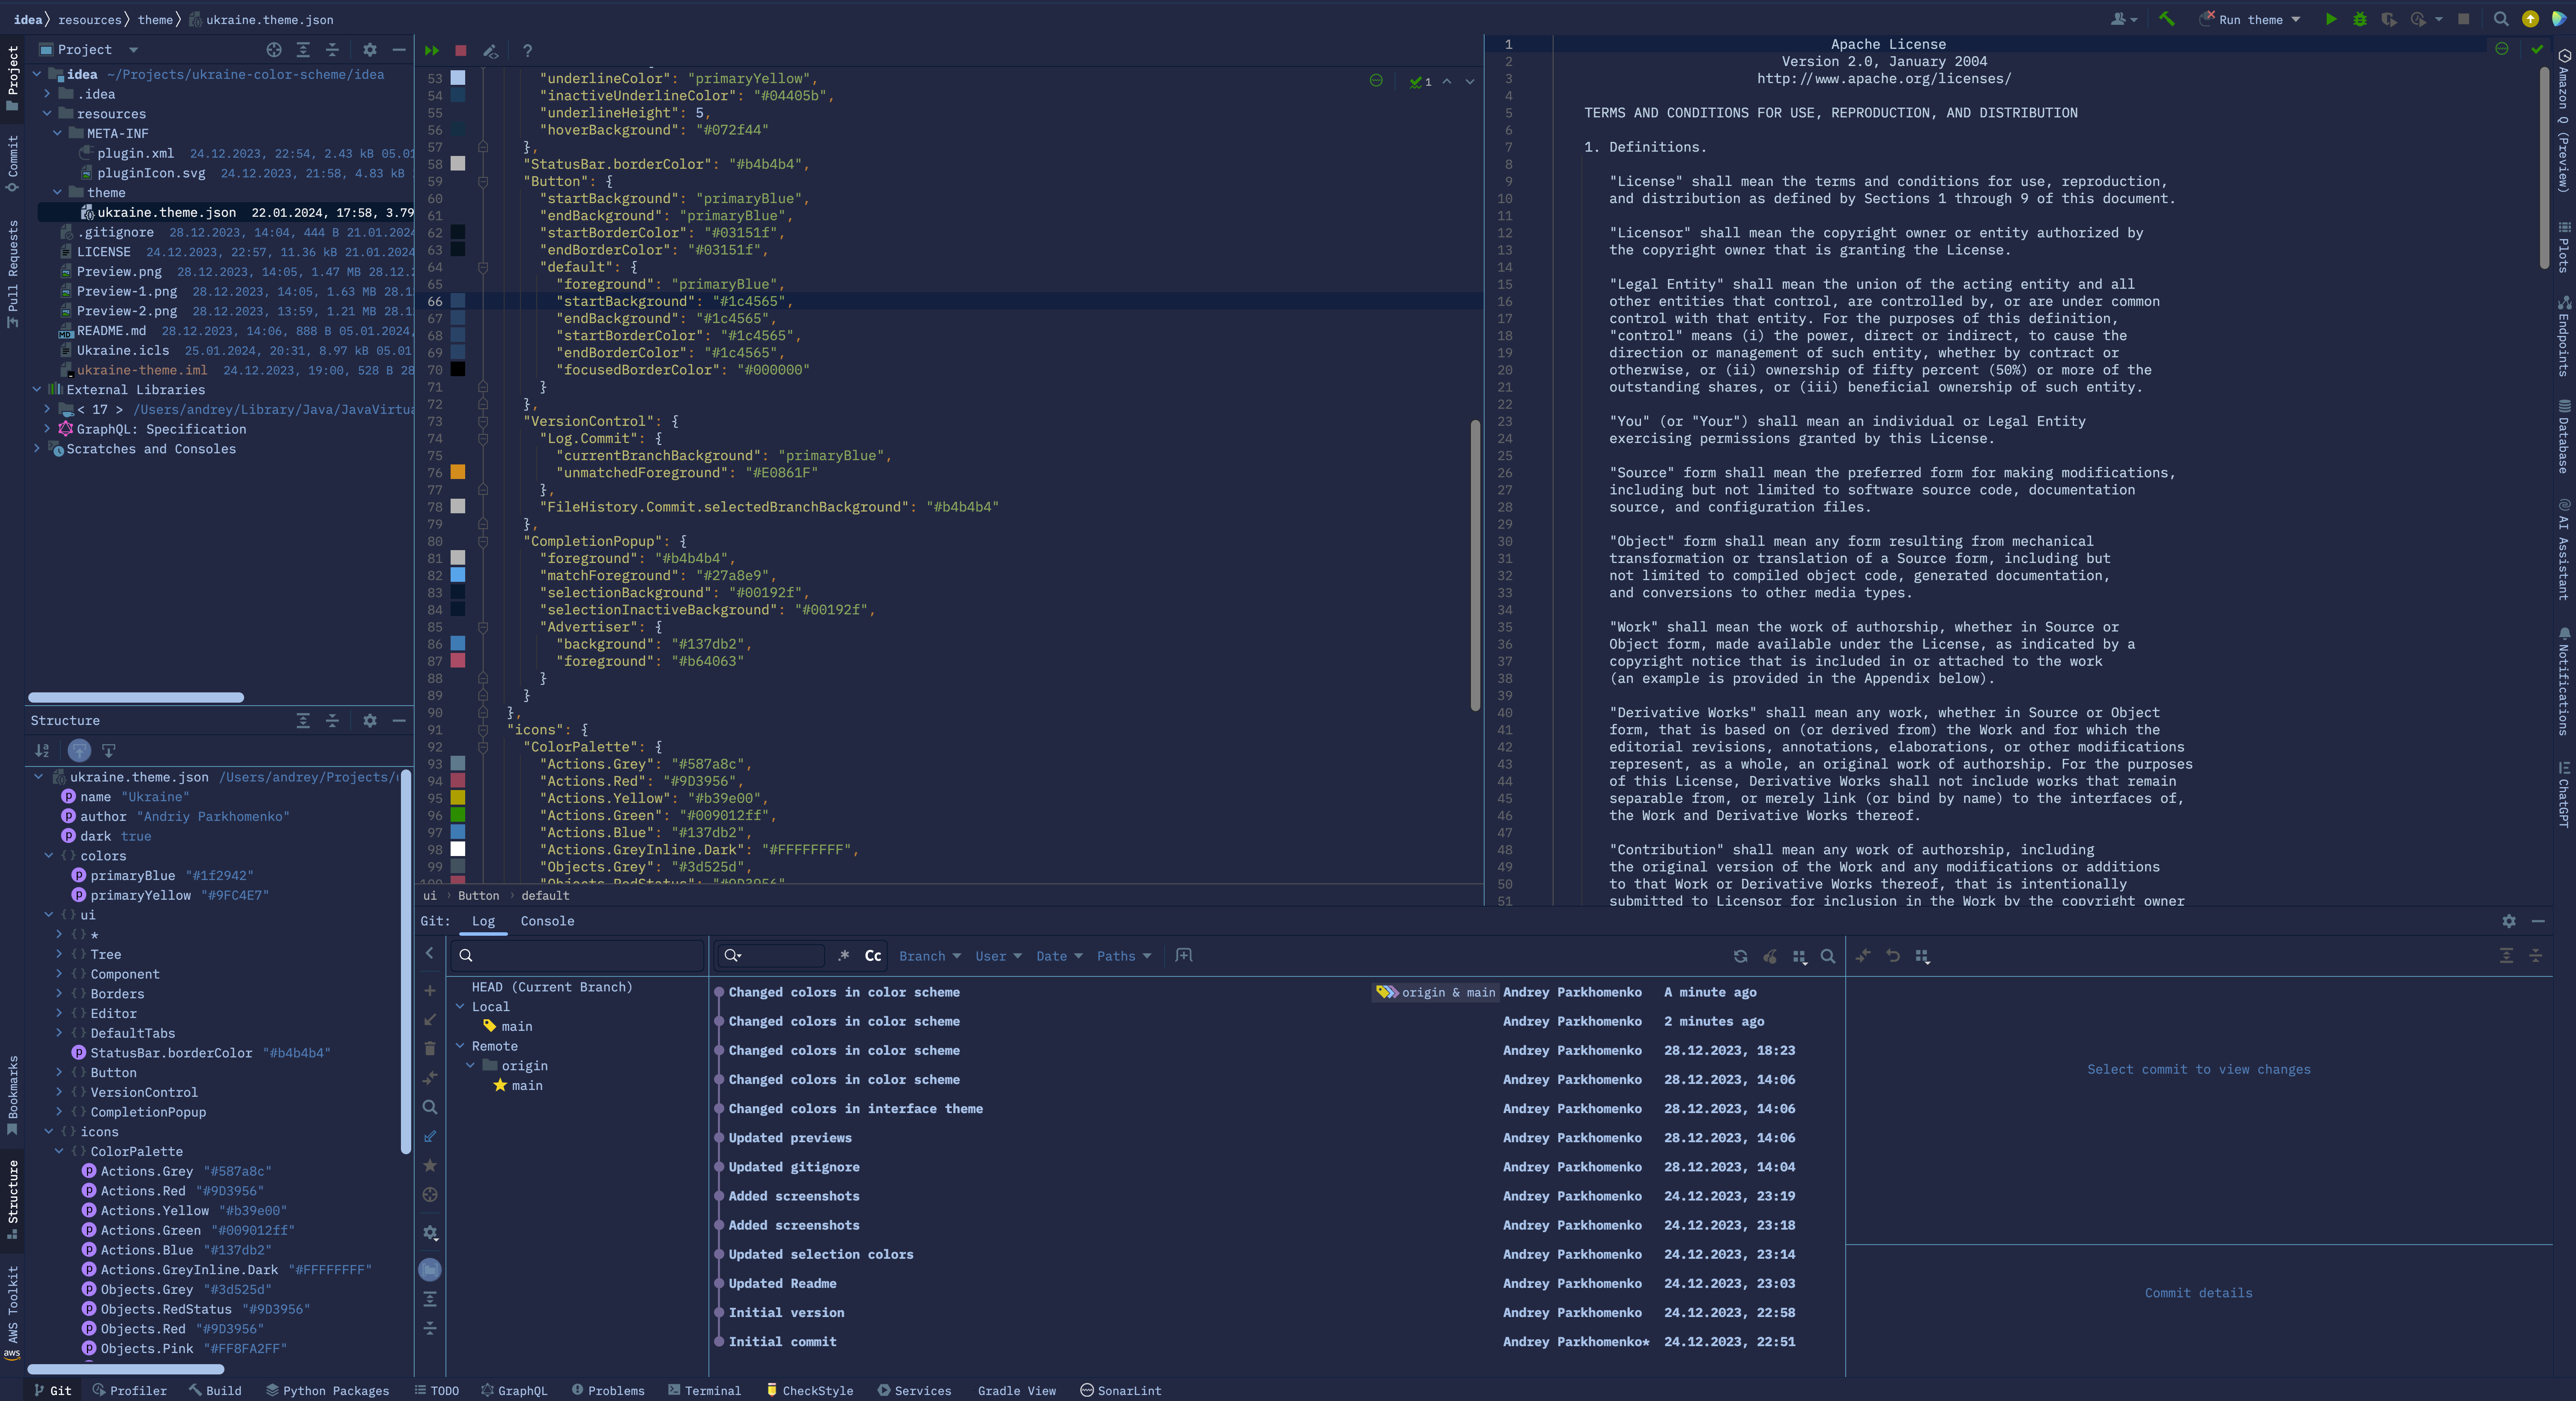 idea
resources
theme
ukraine.theme.json
Run theme
Project
Commit
Pull Requests
Bookmarks
Structure
AWS Toolkit
aws
Project
idea ~/Projects/ukraine-color-scheme/idea
.idea
resources
META-INF
plugin.xml 24.12.2023, 22:54, 2.43 kB 05.01
pluginIcon.svg 24.12.2023, 21:58, 4.83 kB
theme
ukraine.theme.json 22.01.2024, 17:58, 3.79
.gitignore 28.12.2023, 14:04, 444 B 21.01.2024
LICENSE 24.12.2023, 22:57, 11.36 kB 21.01.2024
Preview.png 28.12.2023, 14:05, 1.47 MB 28.12.
Preview-1.png 28.12.2023, 14:05, 1.63 MB 28.1
Preview-2.png 28.12.2023, 13:59, 1.21 MB 28.1
README.md 28.12.2023, 14:06, 888 B 05.01.2024,
Ukraine.icls 25.01.2024, 20:31, 8.97 kB 05.01
ukraine-theme.iml 24.12.2023, 19:00, 528 B 28
External Libraries
< 17 > /Users/andrey/Library/Java/JavaVirtua
GraphQL: Specification
Scratches and Consoles
Structure
ukraine.theme.json /Users/andrey/Projects/
name "Ukraine"
author "Andriy Parkhomenko"
dark true
colors
primaryBlue "#1f2942"
primaryYellow "#9FC4E7"
ui
*
Tree
Component
Borders
Editor
DefaultTabs
StatusBar.borderColor "#b4b4b4"
Button
VersionControl
CompletionPopup
icons
ColorPalette
Actions.Grey "#587a8c"
Actions.Red "#9D3956"
Actions.Yellow "#b39e00"
Actions.Green "#009012ff"
Actions.Blue "#137db2"
Actions.GreyInline.Dark "#FFFFFFFF"
Objects.Grey "#3d525d"
Objects.RedStatus "#9D3956"
Objects.Red "#9D3956"
Objects.Pink "#FF8FA2FF"
1
53 "underlineColor": "primaryYellow",
54 "inactiveUnderlineColor": "#04405b",
55 "underlineHeight": 5,
56 "hoverBackground": "#072f44"
57 },
58 "StatusBar.borderColor": "#b4b4b4",
59 "Button": {
60 "startBackground": "primaryBlue",
61 "endBackground": "primaryBlue",
62 "startBorderColor": "#03151f",
63 "endBorderColor": "#03151f",
64 "default": {
65 "foreground": "primaryBlue",
66 "startBackground": "#1c4565",
67 "endBackground": "#1c4565",
68 "startBorderColor": "#1c4565",
69 "endBorderColor": "#1c4565",
70 "focusedBorderColor": "#000000"
71 }
72 },
73 "VersionControl": {
74 "Log.Commit": {
75 "currentBranchBackground": "primaryBlue",
76 "unmatchedForeground": "#E0861F"
77 },
78 "FileHistory.Commit.selectedBranchBackground": "#b4b4b4"
79 },
80 "CompletionPopup": {
81 "foreground": "#b4b4b4",
82 "matchForeground": "#27a8e9",
83 "selectionBackground": "#00192f",
84 "selectionInactiveBackground": "#00192f",
85 "Advertiser": {
86 "background": "#137db2",
87 "foreground": "#b64063"
88 }
89 }
90 },
91 "icons": {
92 "ColorPalette": {
93 "Actions.Grey": "#587a8c",
94 "Actions.Red": "#9D3956",
95 "Actions.Yellow": "#b39e00",
96 "Actions.Green": "#009012ff",
97 "Actions.Blue": "#137db2",
98 "Actions.GreyInline.Dark": "#FFFFFFFF",
99 "Objects.Grey": "#3d525d",
100 "Objects.RedStatus": "#9D3956",
ui
Button
default
1 Apache License
2 Version 2.0, January 2004
3 http://www.apache.org/licenses/
4
5 TERMS AND CONDITIONS FOR USE, REPRODUCTION, AND DISTRIBUTION
6
7 1. Definitions.
8
9 "License" shall mean the terms and conditions for use, reproduction,
10 and distribution as defined by Sections 1 through 9 of this document.
11
12 "Licensor" shall mean the copyright owner or entity authorized by
13 the copyright owner that is granting the License.
14
15 "Legal Entity" shall mean the union of the acting entity and all
16 other entities that control, are controlled by, or are under common
17 control with that entity. For the purposes of this definition,
18 "control" means (i) the power, direct or indirect, to cause the
19 direction or management of such entity, whether by contract or
20 otherwise, or (ii) ownership of fifty percent (50%) or more of the
21 outstanding shares, or (iii) beneficial ownership of such entity.
22
23 "You" (or "Your") shall mean an individual or Legal Entity
24 exercising permissions granted by this License.
25
26 "Source" form shall mean the preferred form for making modifications,
27 including but not limited to software source code, documentation
28 source, and configuration files.
29
30 "Object" form shall mean any form resulting from mechanical
31 transformation or translation of a Source form, including but
32 not limited to compiled object code, generated documentation,
33 and conversions to other media types.
34
35 "Work" shall mean the work of authorship, whether in Source or
36 Object form, made available under the License, as indicated by a
37 copyright notice that is included in or attached to the work
38 (an example is provided in the Appendix below).
39
40 "Derivative Works" shall mean any work, whether in Source or Object
41 form, that is based on (or derived from) the Work and for which the
42 editorial revisions, annotations, elaborations, or other modifications
43 represent, as a whole, an original work of authorship. For the purposes
44 of this License, Derivative Works shall not include works that remain
45 separable from, or merely link (or bind by name) to the interfaces of,
46 the Work and Derivative Works thereof.
47
48 "Contribution" shall mean any work of authorship, including
49 the original version of the Work and any modifications or additions
50 to that Work or Derivative Works thereof, that is intentionally
51 submitted to Licensor for inclusion in the Work by the copyright owner
Amazon Q (Preview)
Plots
Endpoints
Database
AI Assistant
Notifications
ChatGPT
Git: Log Console
.* Cc Branch User Date Paths
HEAD (Current Branch)
Local
main
Remote
origin
main
Changed colors in color scheme origin & main Andrey Parkhomenko A minute ago
Changed colors in color scheme Andrey Parkhomenko 2 minutes ago
Changed colors in color scheme Andrey Parkhomenko 28.12.2023, 18:23
Changed colors in color scheme Andrey Parkhomenko 28.12.2023, 14:06
Changed colors in interface theme Andrey Parkhomenko 28.12.2023, 14:06
Updated previews Andrey Parkhomenko 28.12.2023, 14:06
Updated gitignore Andrey Parkhomenko 28.12.2023, 14:04
Added screenshots Andrey Parkhomenko 24.12.2023, 23:19
Added screenshots Andrey Parkhomenko 24.12.2023, 23:18
Updated selection colors Andrey Parkhomenko 24.12.2023, 23:14
Updated Readme Andrey Parkhomenko 24.12.2023, 23:03
Initial version Andrey Parkhomenko 24.12.2023, 22:58
Initial commit Andrey Parkhomenko* 24.12.2023, 22:51
Select commit to view changes
Commit details
Git Profiler Build Python Packages TODO GraphQL Problems Terminal CheckStyle Services Gradle View SonarLint